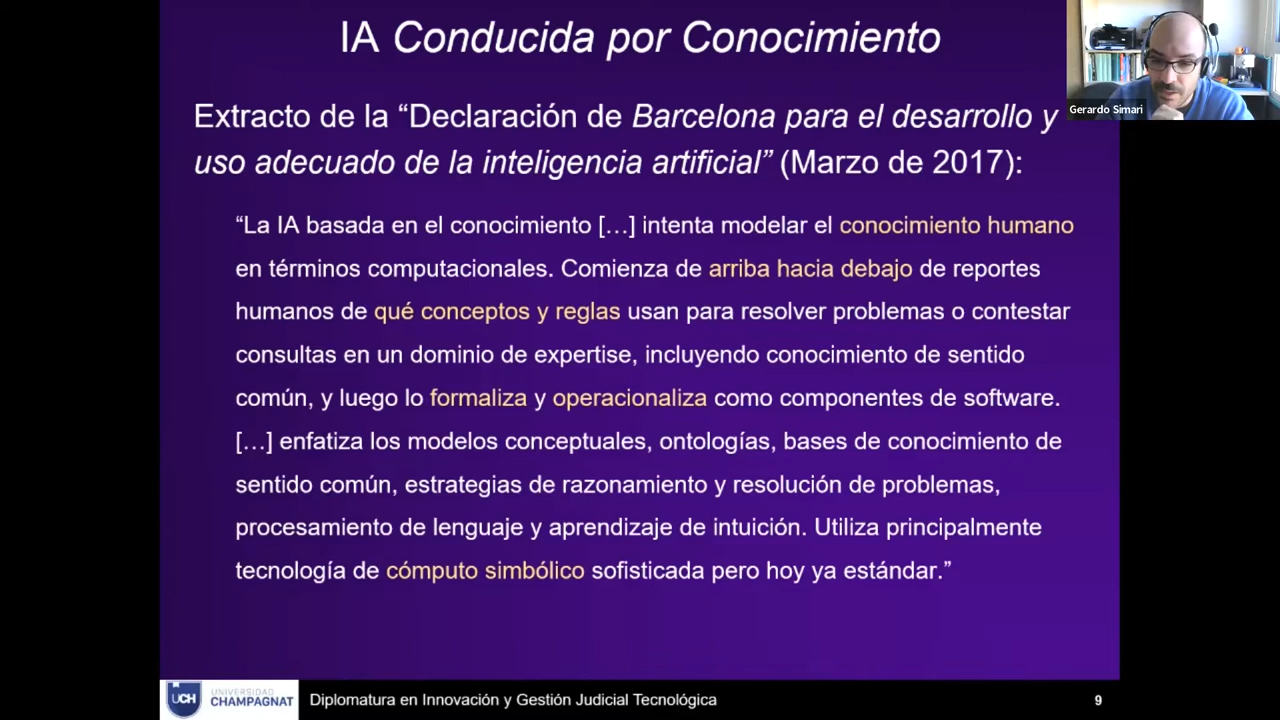 IA Conducida por Conocimiento
Gerardo Simari
Extracto de la “Declaración de Barcelona para el desarrollo y
uso adecuado de la inteligencia artificial” (Marzo de 2017):
“La IA basada en el conocimiento […] intenta modelar el conocimiento humano
en términos computacionales. Comienza de arriba hacia debajo de reportes
humanos de qué conceptos y reglas usan para resolver problemas o contestar
consultas en un dominio de expertise, incluyendo conocimiento de sentido
común, y luego lo formaliza y operacionaliza como componentes de software.
[…] enfatiza los modelos conceptuales, ontologías, bases de conocimiento de
sentido común, estrategias de razonamiento y resolución de problemas,
procesamiento de lenguaje y aprendizaje de intuición. Utiliza principalmente
tecnología de cómputo simbólico sofisticada pero hoy ya estándar.”
UCH
UNIVERSIDAD
CHAMPAGNAT
Diplomatura en Innovación y Gestión Judicial Tecnológica
9